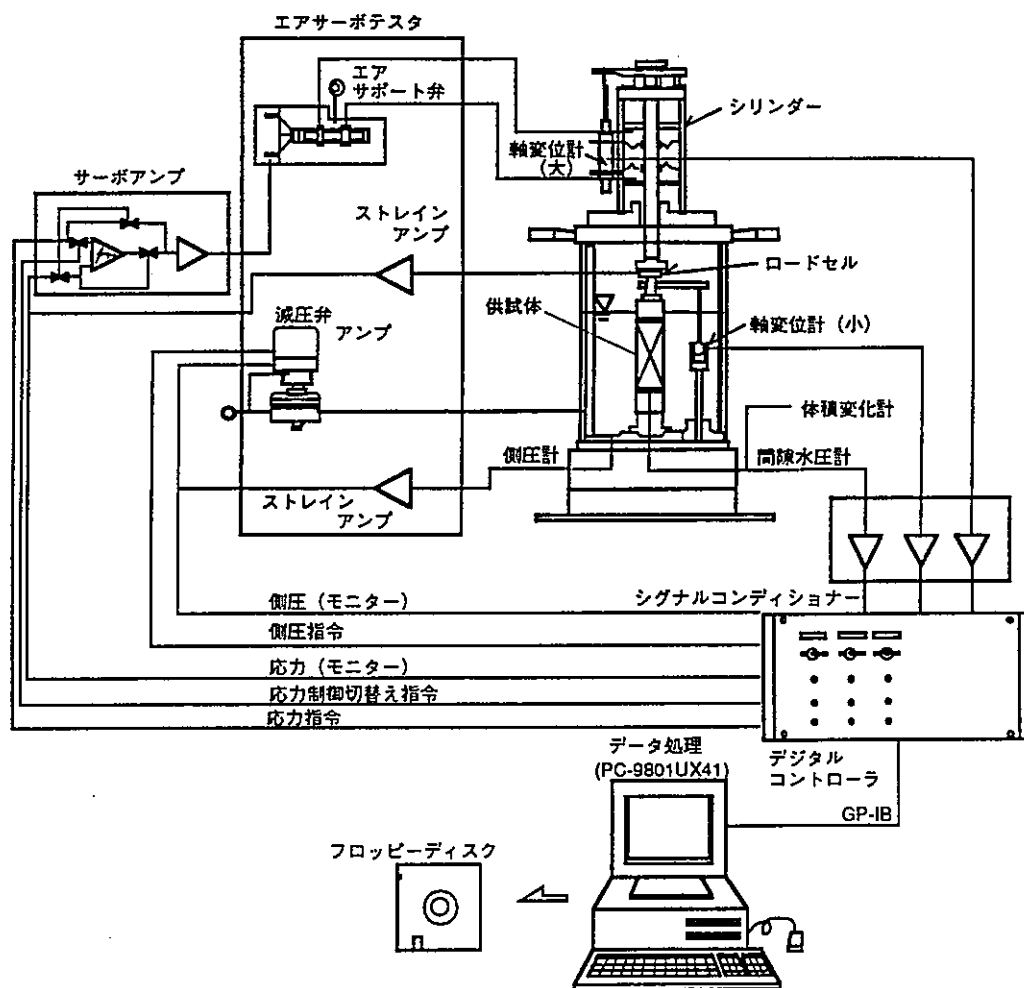 エアサーボテスタ
エア
サポート弁
シリンダー
軸変位計
(大)
サーボアンプ
ストレイン
アンプ
ロードセル
供試体
減圧弁
アンプ
軸変位計(小)
体積変化計
側圧計
間隙水圧計
ストレイン
アンプ
側圧(モニター)
シグナルコンディショナー
側圧指令
応力(モニター)
応力制御切替え指令
応力指令
データ処理
(PC-9801UX41)
デジタル
コントローラ
GP-IB
フロッピーディスク